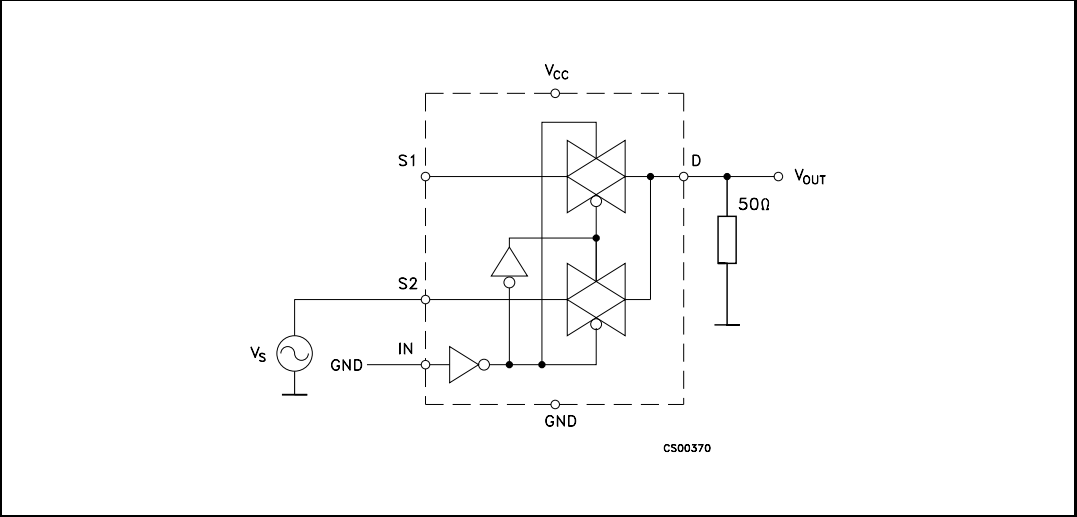 VCC
S1
D
VOUT
50Ω
S2
IN
VS
GND
GND
CS00370